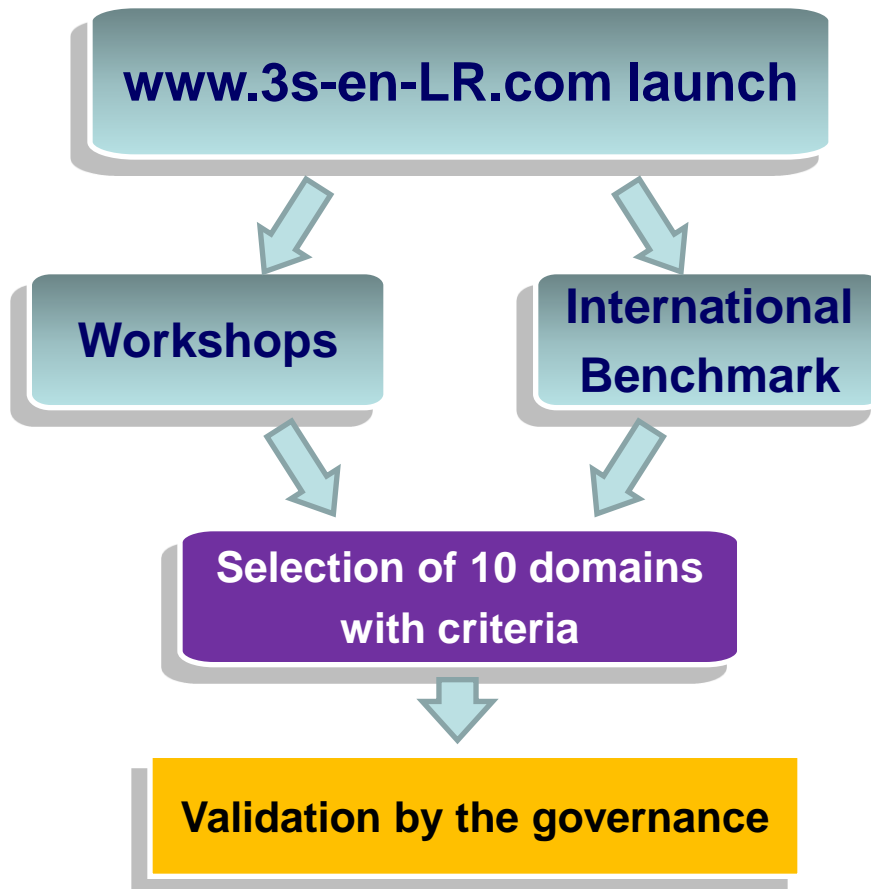 www.3s-en-LR.com launch
Workshops
International
Benchmark
Selection of 10 domains
with criteria
Validation by the governance